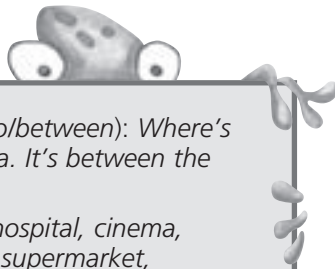 o/between): Where's
a. It's between the
hospital, cinema,
supermarket,